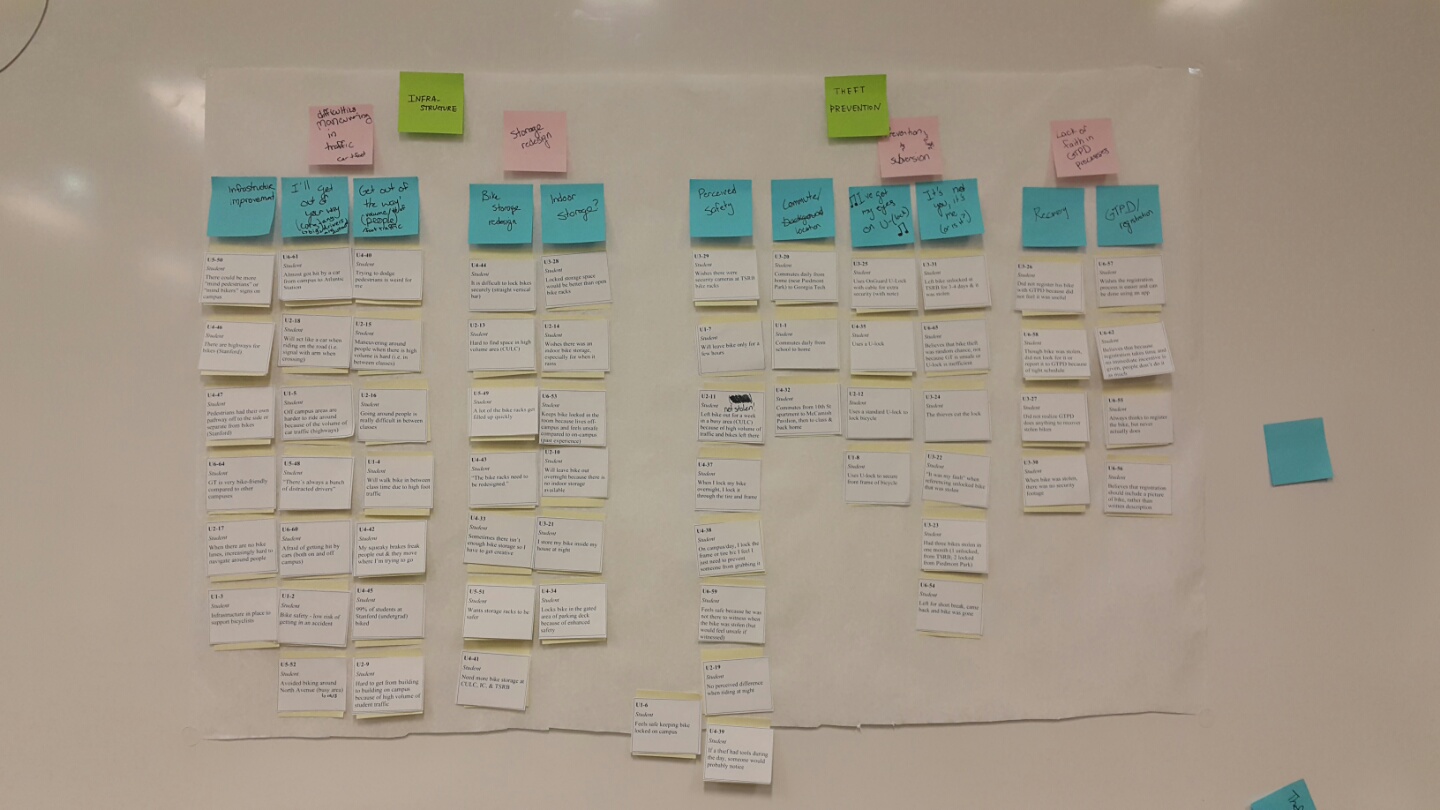 INFRA-
STRUCTURE
THEFT
PREVENTION
difficulties
maneuvering
in
traffic
Storage
redesign
subversion
Lack of
faith in
GTPD
processes
Infrastructure
improvement
I'll get
out of
your way
Get out of
the way!
(people)
Bike
Storage
redesign
Indoor
Storage?
Perceived
Safety
Commute/
Background
location
I've got
my eyes
on U-(lock)
It's not
you, it's
me
Recovery
GTPD/
registration
U3-30
Student
There could be more
"mind pedestrians" or
"mind bikers" signs on
campus
U4-46
Student
There are highways for
bikes (Stanford)
U4-47
Student
Pedestrians had their own
pathway off to the side &
separate from bikes
(Stanford)
U6-64
Student
GT is very bike-friendly
compared to other
campuses
U2-17
Student
When there are no bike
lanes, increasingly hard to
navigate around people
U1-3
Student
Infrastructure in place to
support bicyclists
U6-61
Student
Almost got hit by a car
from campus to Atlantic
Station
U2-18
Student
Will act like a car when
riding on the road (i.e.
signal with arm when
crossing)
U1-5
Student
Off campus areas are
harder to ride around
because of the volume of
car traffic (highways)
U5-48
Student
"There's always a bunch
of distracted drivers"
U6-60
Student
Afraid of getting hit by
cars (both on and off
campus)
U1-2
Student
Bike safety - low risk of
getting in an accident
U5-52
Student
Avoided biking around
North Avenue (busy area)
U4-40
Student
Trying to dodge
pedestrians is worst for
me
U2-15
Student
Maneuvering around
people when there is high
volume is hard (i.e. in
between classes)
U2-16
Student
Going around people is
really difficult in between
classes
U1-4
Student
Will walk bike in between
class time due to high foot
traffic
U4-42
Student
My squeaky brakes freak
people out & they move
where I'm trying to go
U4-45
Student
99% of students at
Stanford (undergrad)
biked
U2-9
Student
Hard to get from building
to building on campus
because of high volume of
student traffic
U4-44
Student
It is difficult to lock bikes
securely (straight vertical
bar)
U2-13
Student
Hard to find space in high
volume area (CULC)
U5-49
Student
A lot of the bike racks get
filled up quickly
U4-43
Student
"The bike racks need to
be redesigned"
U4-33
Student
Sometimes there isn't
enough bike storage so I
have to get creative
U5-51
Student
Wants storage racks to be
safer
U4-41
Student
Need more bike storage at
CULC, IC, & TSRB
U3-28
Student
Locked storage space
would be better than open
bike racks
U2-14
Student
Wishes there was an
indoor bike storage,
especially for when it
rains
U6-53
Student
Keeps bike locked in the
room because lives off-
campus and feels unsafe
compared to on-campus
(past experience)
U2-10
Student
Will leave bike out
overnight because there is
no indoor storage
available
U3-21
Student
I store my bike inside my
house at night
U4-34
Student
Locks bike in the gated
area of parking deck
because of enhanced
safety
U3-29
Student
Wishes there were
security cameras at TSRB
bike racks
U1-7
Student
Will leave bike only for a
few hours
U2-11
Student
not stolen
Left bike out for a week
in a busy area (CULC)
because of high volume of
traffic and bikes left there
U4-37
Student
When I lock my bike
overnight, I lock it
through the tire and frame
U4-38
Student
On campus/day, I lock the
frame or tire b/c I feel I
just need to prevent
someone from grabbing it
U6-59
Student
Feels safe because he was
not there to witness when
the bike was stolen (but
would feel unsafe if
witnessed)
U2-19
Student
No perceived difference
when riding at night
U1-6
Student
Feels safe keeping bike
locked on campus
U4-39
Student
If a thief had tools during
the day, someone would
probably notice
U3-20
Student
Commutes daily from
home (near Piedmont
Park) to Georgia Tech
U1-1
Student
Commutes daily from
school to home
U4-32
Student
Commutes from 10th St
apartment to McCamish
Pavilion, then to class &
back home
U3-25
Student
Uses OnGuard U-Lock
with cable for extra
security
U4-35
Student
Uses a U-lock
U2-12
Student
Uses a standard U-lock to
lock bicycle
U1-8
Student
Uses U-lock to secure
front frame of bicycle
U3-31
Student
Left bike unlocked at
TSRB for 3-4 days & it
was stolen
U6-65
Student
Believes that bike theft
was random chance, not
because GT is unsafe or
U-lock is inefficient
U3-24
Student
The thieves cut the lock
U3-22
Student
"It was my fault" when
referencing unlocked bike
that was stolen
U3-23
Student
Had three bikes stolen in
one month (1 unlocked,
from TSRB, 2 locked
from Piedmont Park)
U6-54
Student
Left for short break, came
back and bike was gone
U3-26
Student
Did not register his bike
with GTPD because did
not feel it was useful
U6-58
Student
Though bike was stolen,
did not look for it or
report it to GTPD because
of tight schedule
U3-27
Student
Did not realize GTPD
does anything to recover
stolen bikes
U5-50
Student
When bike was stolen,
there was no security
footage
U6-57
Student
Wishes the registration
process is easier and can
be done using an app
U6-62
Student
Believes that because
registration takes time, and
no immediate incentive is
given, people don't do it
as much
U6-55
Student
Always thinks to register
the bike, but never
actually does
U6-56
Student
Believes that registration
should include a picture
of bike, rather than
written description